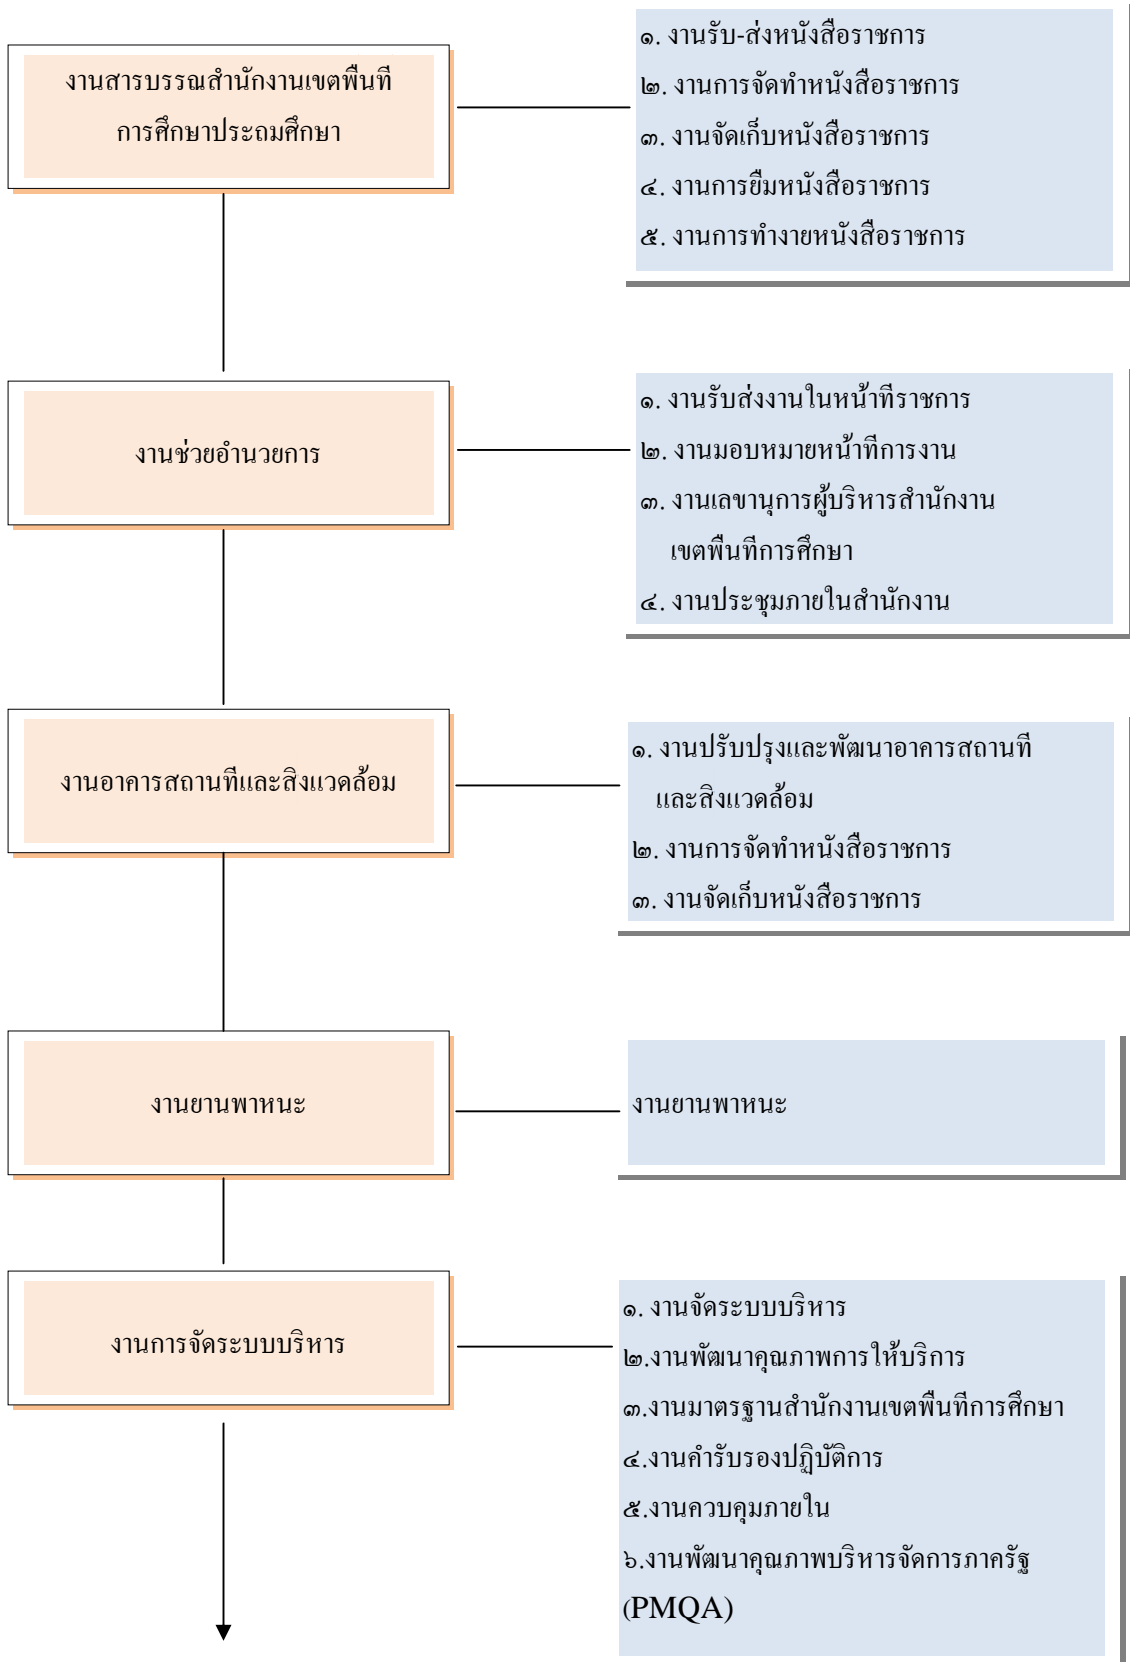 งานสารบรรณสำนักงานเขตพืนที
การศึกษาประถมศึกษา
๑. งานรับ-ส่งหนังสือราชการ
๒. งานการจัดทำหนังสือราชการ
๓. งานจัดเก็บหนังสือราชการ
๔. งานการยืมหนังสือราชการ
๕. งานการทำงายหนังสือราชการ
งานช่วยอำนวยการ
๑. งานรับส่งงานในหน้าทีราชการ
๒. งานมอบหมายหน้าทีการงาน
๓. งานเลขานุการผู้บริหารสำนักงาน
เขตพืนทีการศึกษา
๔. งานประชุมภายในสำนักงาน
งานอาคารสถานทีและสิงแวดล้อม
๑. งานปรับปรุงและพัฒนาอาคารสถานที
และสิงแวดล้อม
๒. งานการจัดทำหนังสือราชการ
๓. งานจัดเก็บหนังสือราชการ
งานยานพาหนะ
งานยานพาหนะ
งานการจัดระบบบริหาร
๑. งานจัดระบบบริหาร
๒.งานพัฒนาคุณภาพการให้บริการ
๓.งานมาตรฐานสำนักงานเขตพืนทีการศึกษา
๔.งานคำรับรองปฏิบัติการ
๕.งานควบคุมภายใน
๖.งานพัฒนาคุณภาพบริหารจัดการภาครัฐ
(PMQA)